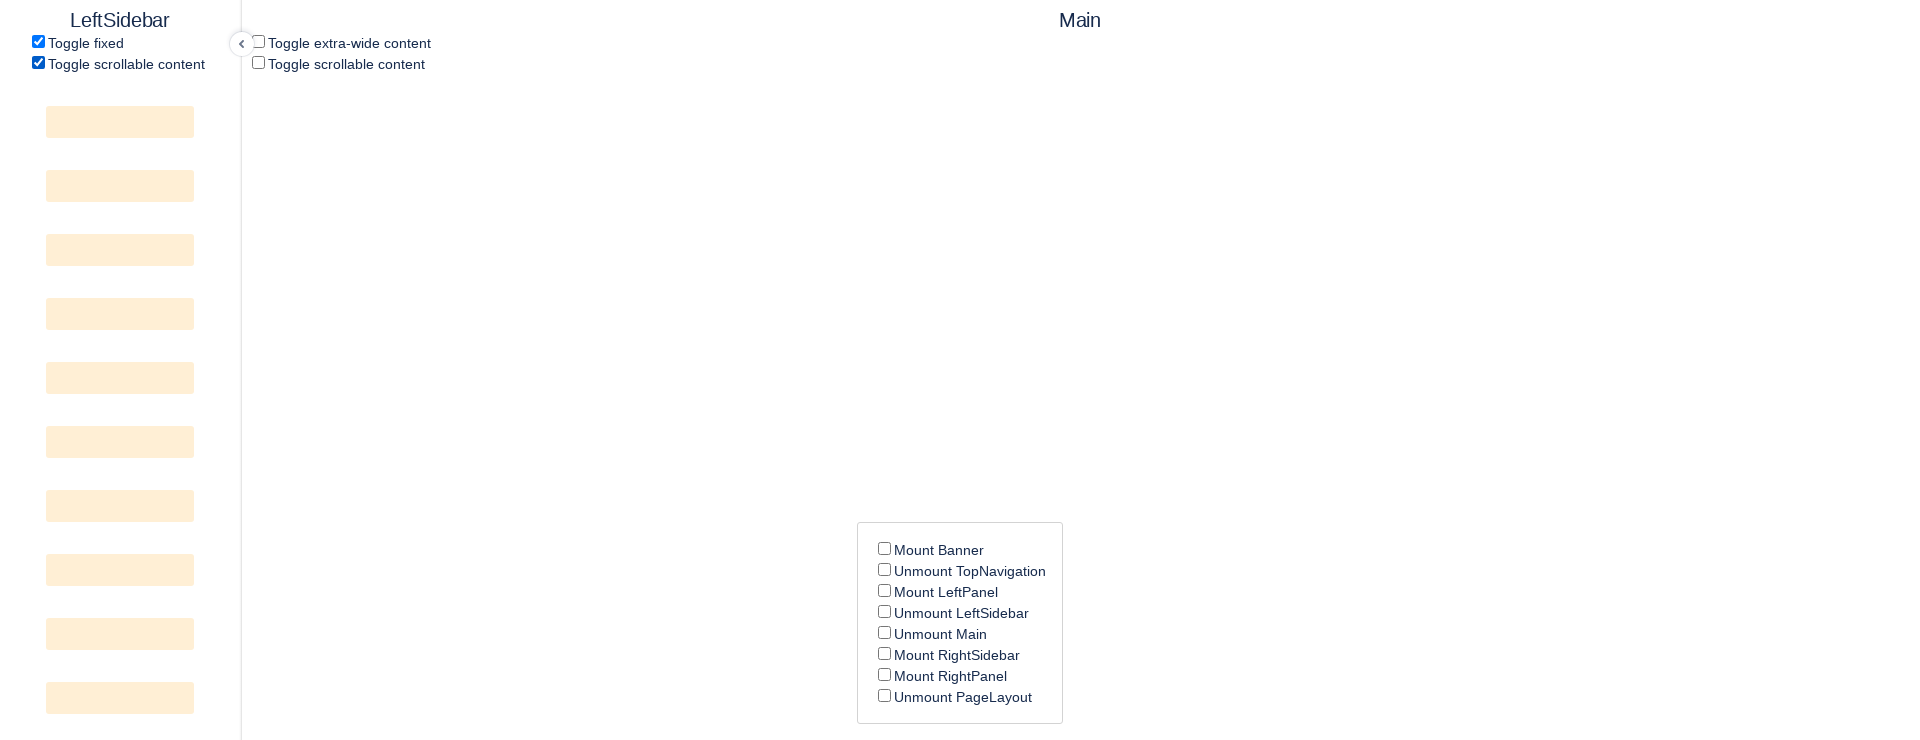 LeftSidebar
Toggle fixed
Toggle scrollable content
Main
Toggle extra-wide content
Toggle scrollable content
Mount Banner
Unmount TopNavigation
Mount LeftPanel
Unmount LeftSidebar
Unmount Main
Mount RightSidebar
Mount RightPanel
Unmount PageLayout